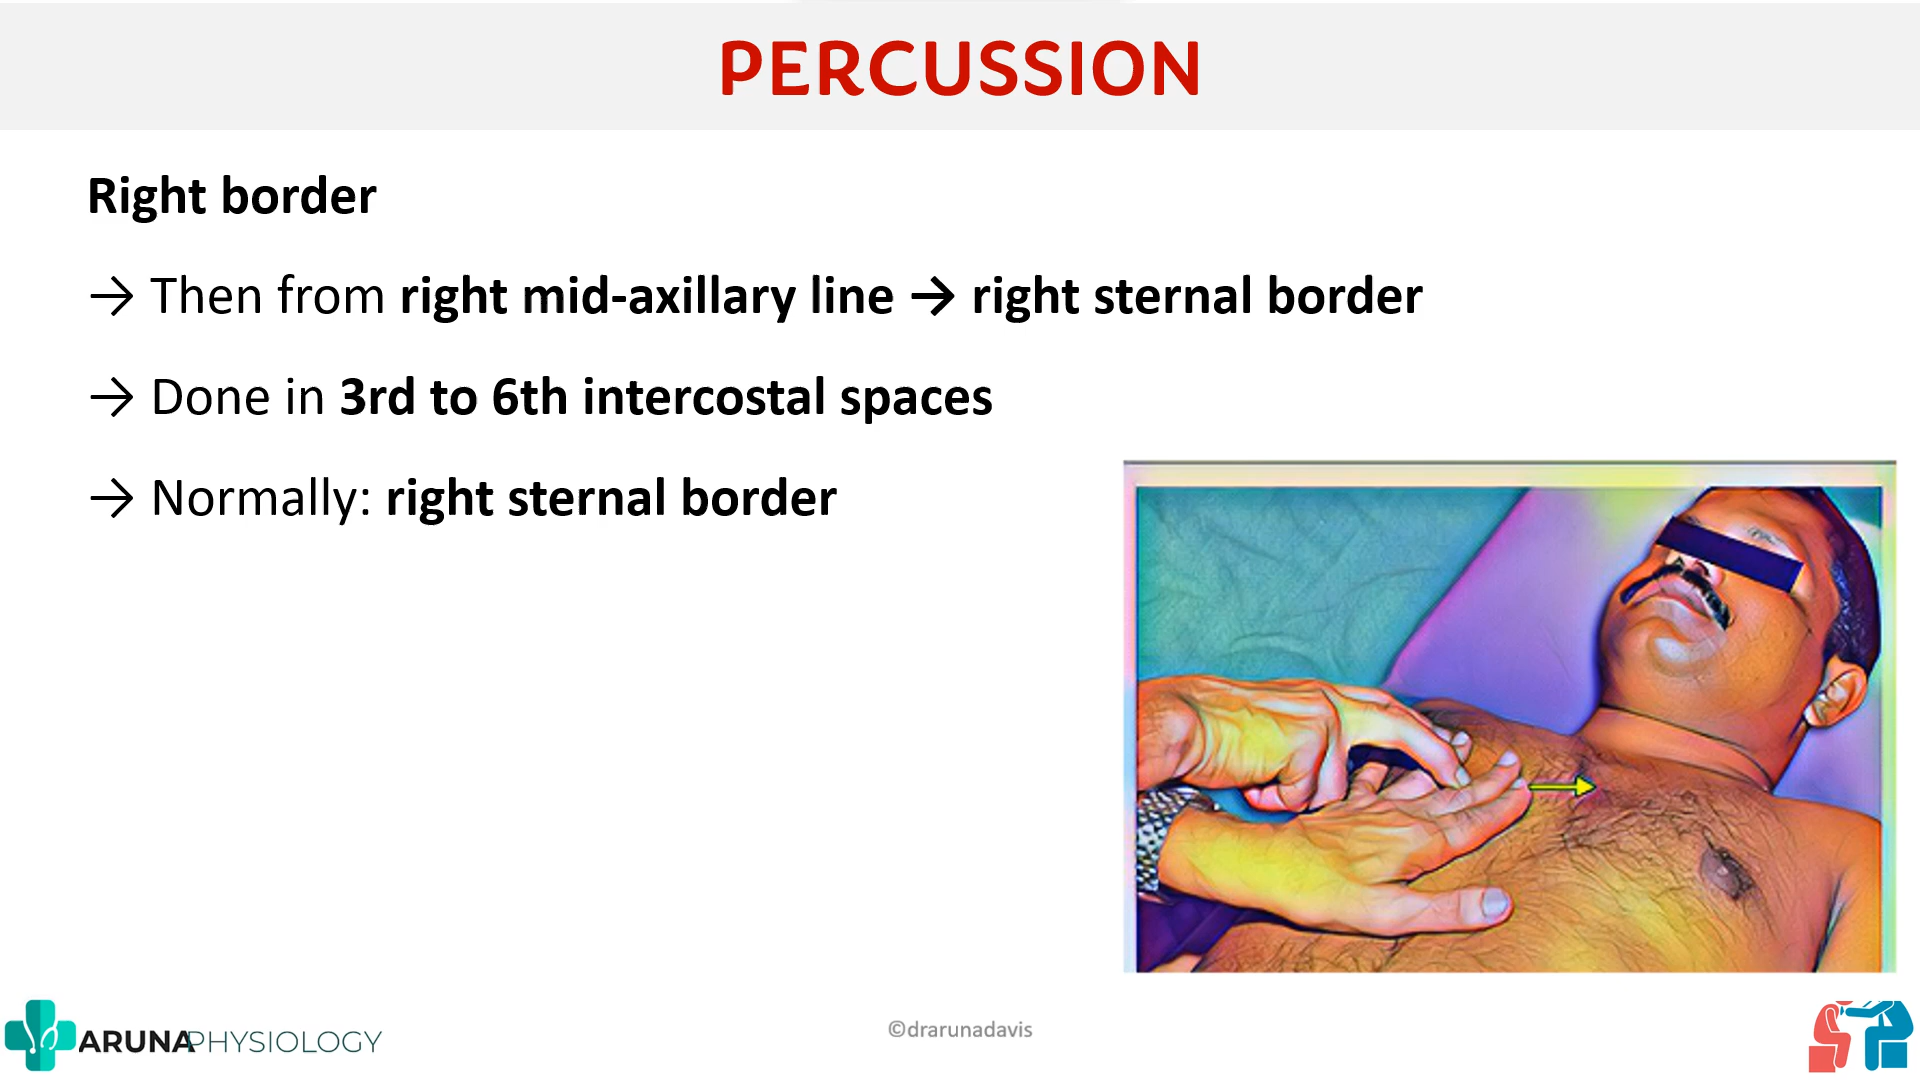 PERCUSSION
Right border
→ Then from right mid-axillary line → right sternal border
→ Done in 3rd to 6th intercostal spaces
→ Normally: right sternal border
ARUNAPHYSIOLOGY
©drarunadavis